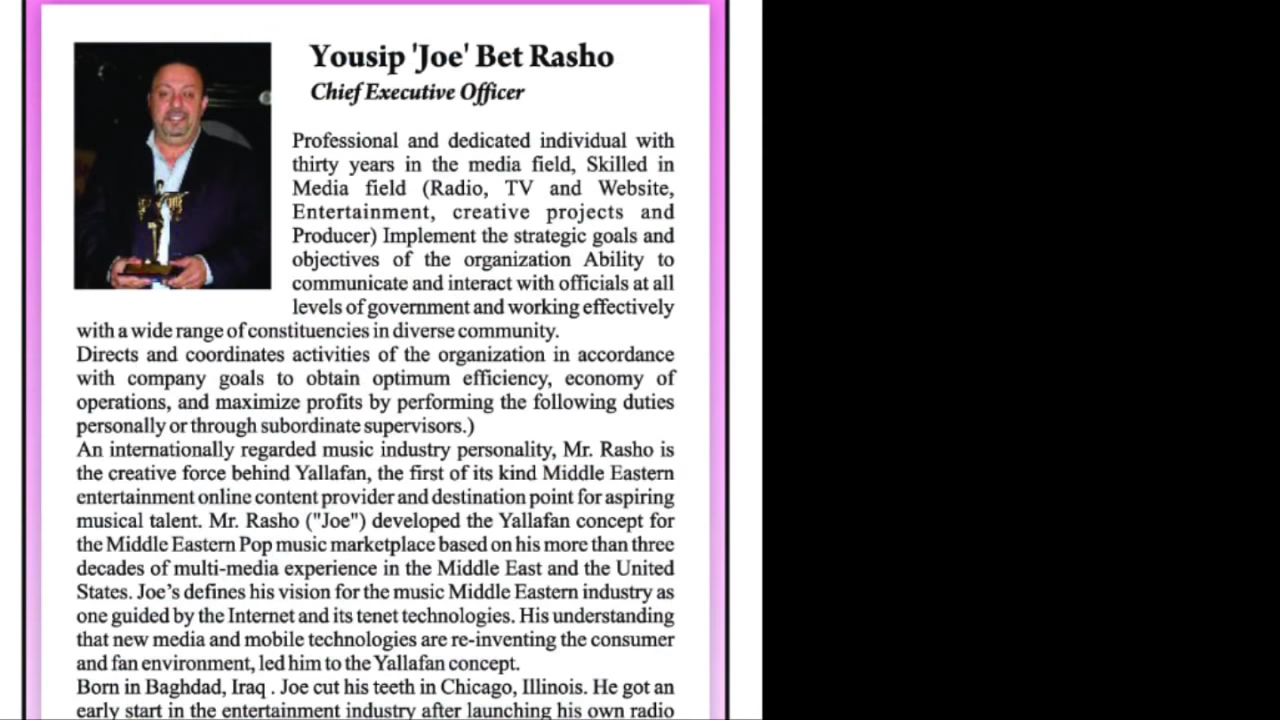 Yousip 'Joe' Bet Rasho
Chief Executive Officer
Professional and dedicated individual with
thirty years in the media field, Skilled in
Media field (Radio, TV and Website,
Entertainment, creative projects and
Producer) Implement the strategic goals and
objectives of the organization Ability to
communicate and interact with officials at all
levels of government and working effectively
with a wide range of constituencies in diverse community.
Directs and coordinates activities of the organization in accordance
with company goals to obtain optimum efficiency, economy of
operations, and maximize profits by performing the following duties
personally or through subordinate supervisors.)
An internationally regarded music industry personality, Mr. Rasho is
the creative force behind Yallafan, the first of its kind Middle Eastern
entertainment online content provider and destination point for aspiring
musical talent. Mr. Rasho ("Joe") developed the Yallafan concept for
the Middle Eastern Pop music marketplace based on his more than three
decades of multi-media experience in the Middle East and the United
States. Joe’s defines his vision for the music Middle Eastern industry as
one guided by the Internet and its tenet technologies. His understanding
that new media and mobile technologies are re-inventing the consumer
and fan environment, led him to the Yallafan concept.
Born in Baghdad, Iraq . Joe cut his teeth in Chicago, Illinois. He got an
early start in the entertainment industry after launching his own radio